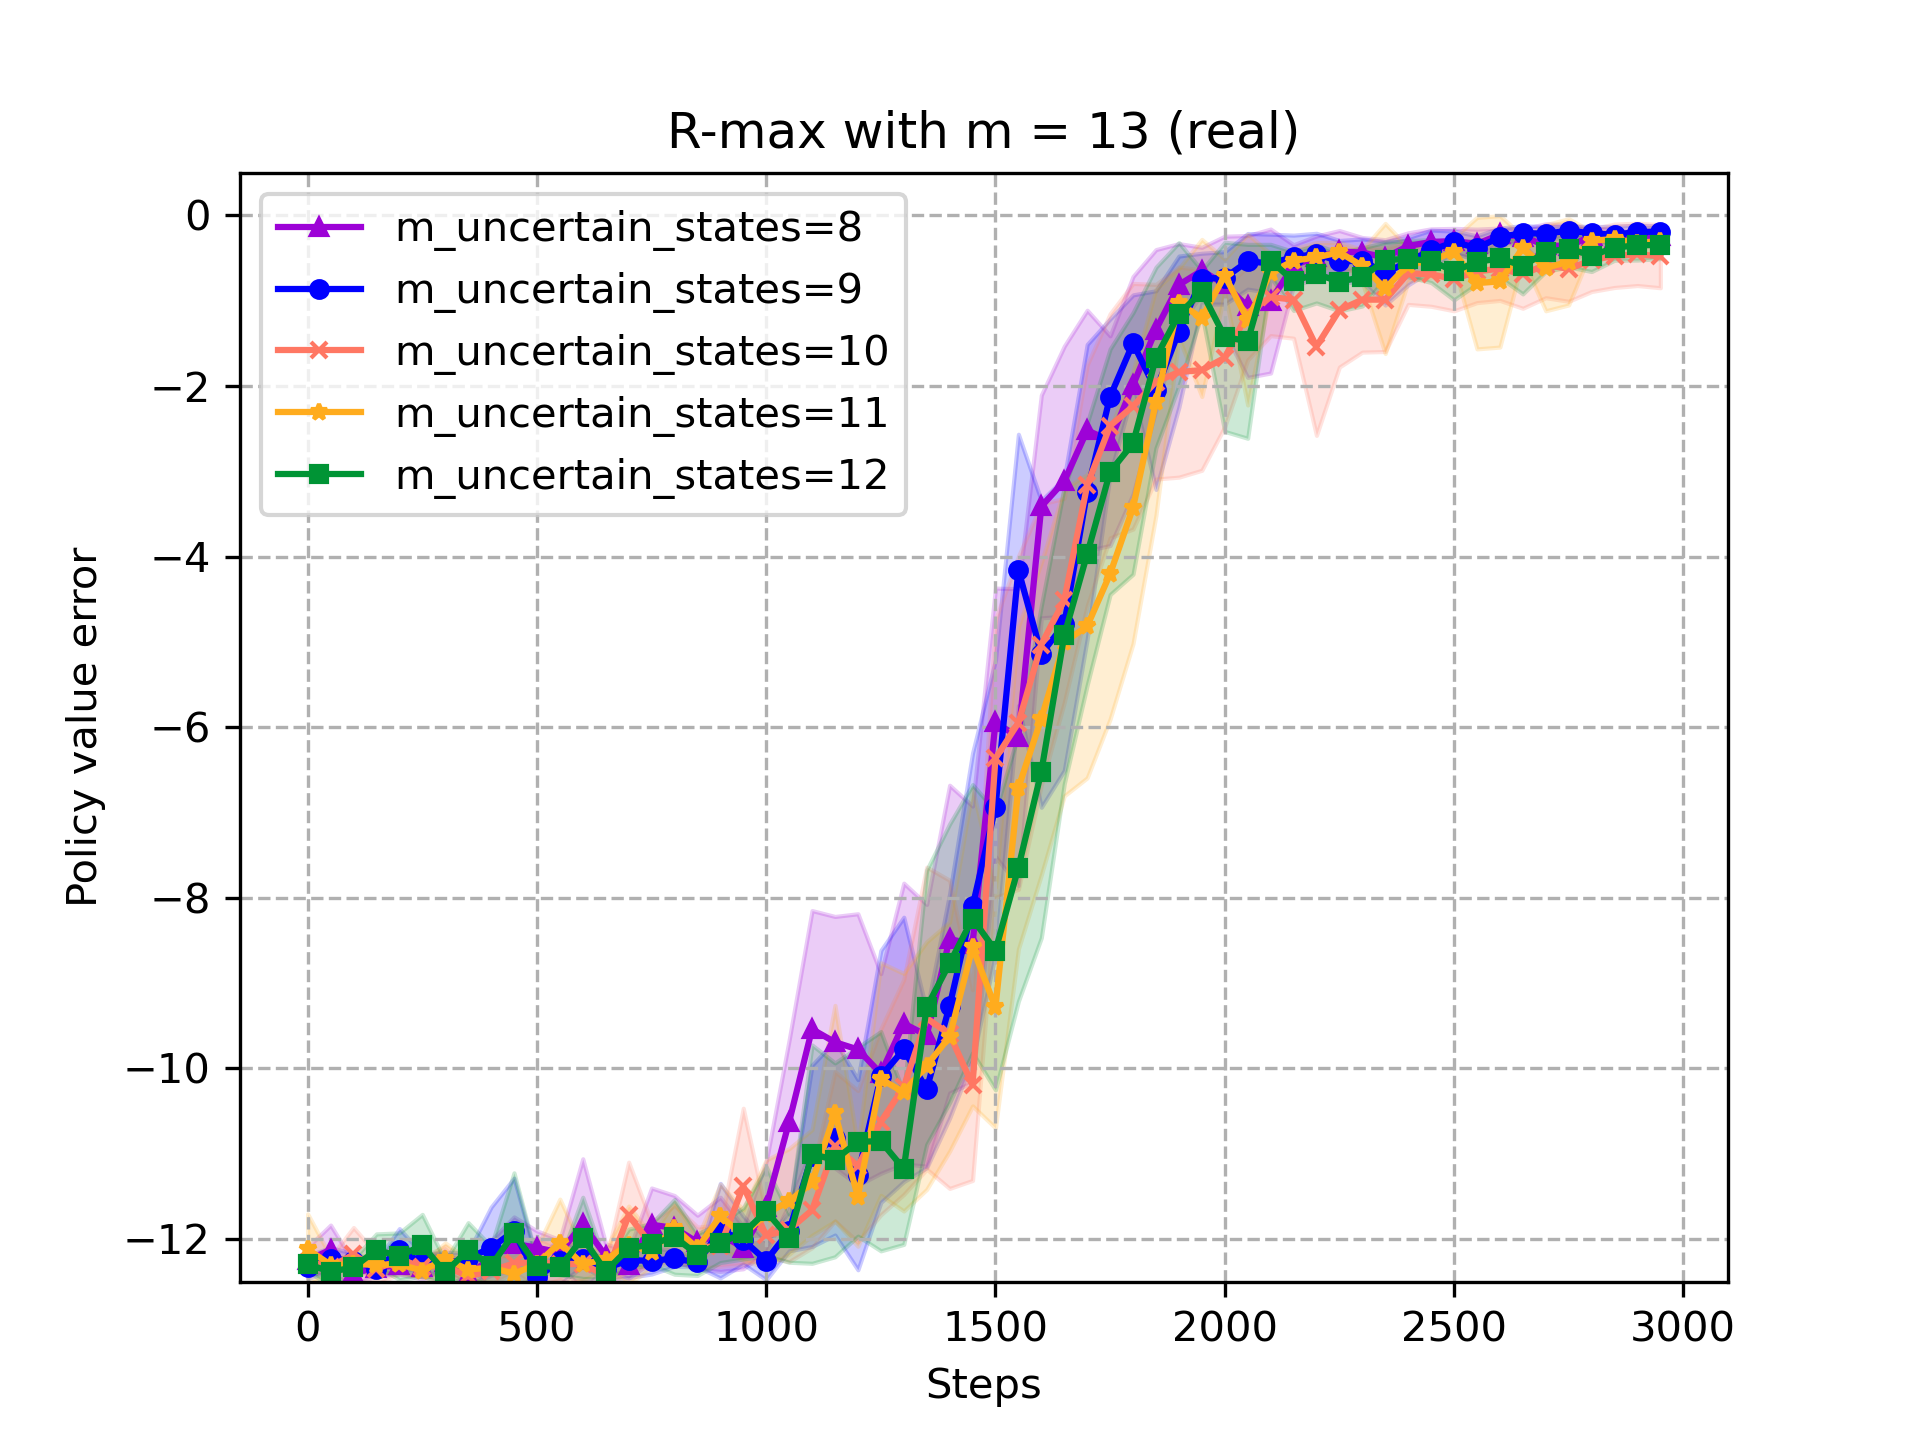 R-max with m = 13 (real)
m_uncertain_states=8
m_uncertain_states=9
m_uncertain_states=10
m_uncertain_states=11
m_uncertain_states=12
Policy value error
0
−2
−4
−6
−8
−10
−12
0 500 1000 1500 2000 2500 3000
Steps